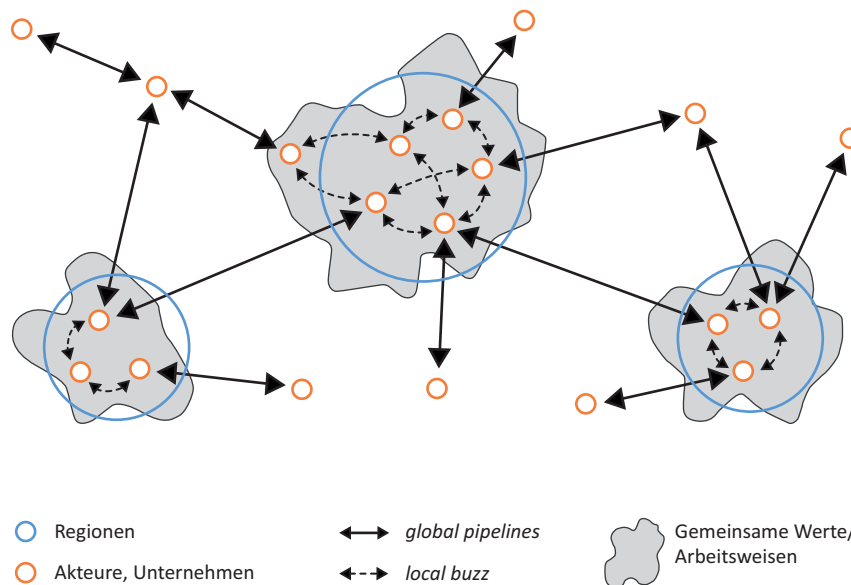 Regionen
Akteure, Unternehmen
global pipelines
local buzz
Gemeinsame Werte/
Arbeitsweisen